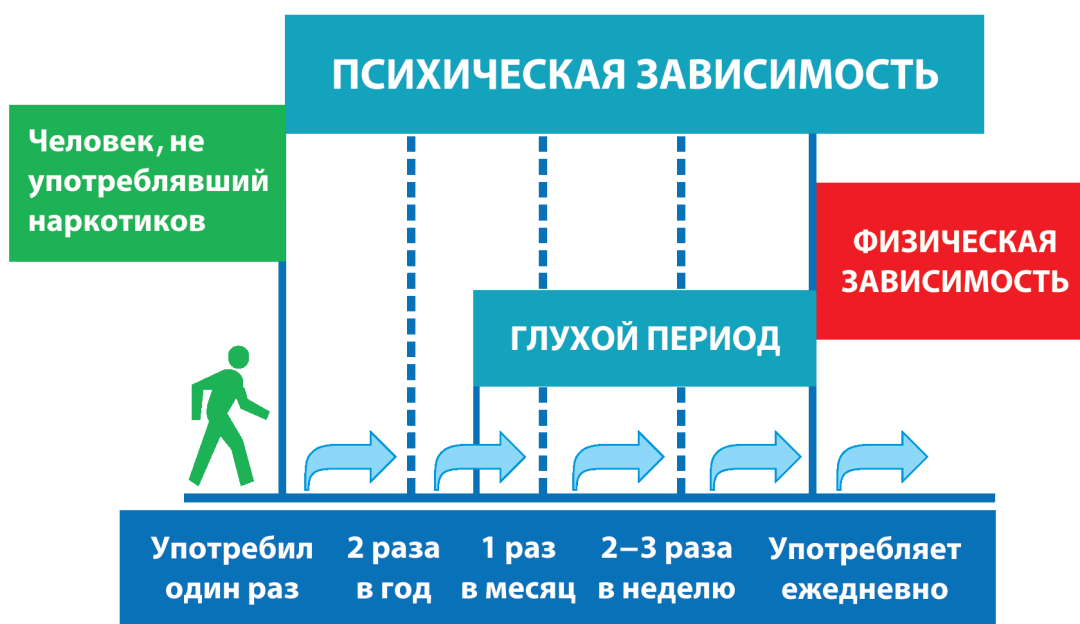 ПСИХИЧЕСКАЯ ЗАВИСИМОСТЬ
Человек, не
употреблявший
наркотиков
ФИЗИЧЕСКАЯ
ЗАВИСИМОСТЬ
ГЛУХОЙ ПЕРИОД
Употребил
один раз
2 раза
в год
1 раз
в месяц
2–3 раза
в неделю
Употребляет
ежедневно